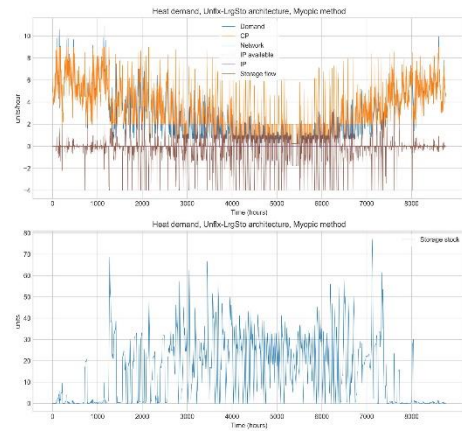 Heat demand, Unfix-LrgSto architecture, Myopic method
Demand
CP
Network
IP available
IP
Storage flow
units/hour
10
8
6
4
2
0
−2
−4
0 1000 2000 3000 4000 5000 6000 7000 8000
Time (hours)
Heat demand, Unfix-LrgSto architecture, Myopic method
Storage stock
units
80
70
60
50
40
30
20
10
0
0 1000 2000 3000 4000 5000 6000 7000 8000
Time (hours)